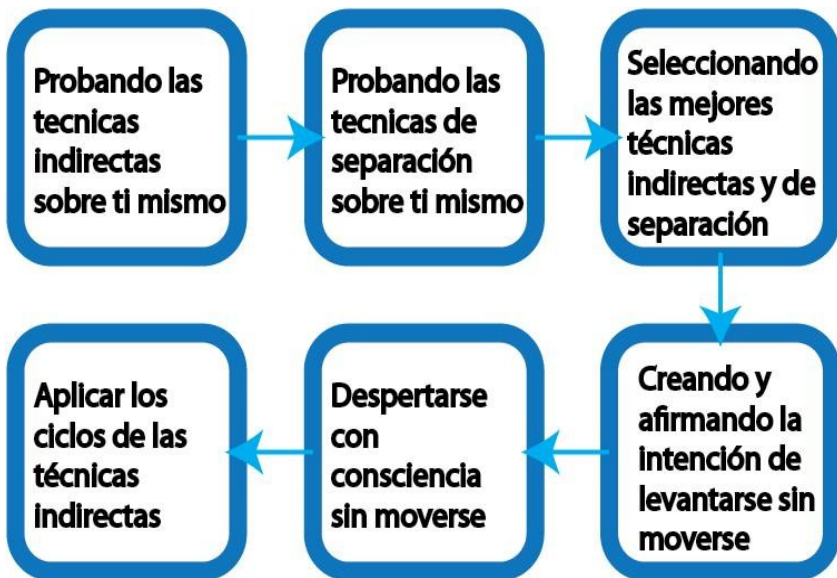 Probando las
tecnicas
indirectas
sobre ti mismo
Probando las
tecnicas de
separación
sobre ti mismo
Seleccionando
las mejores
técnicas
indirectas y de
separación
Creando y
afirmando la
intención de
levantarse sin
moverse
Despertarse
con
consciencia
sin moverse
Aplicar los
ciclos de las
técnicas
indirectas